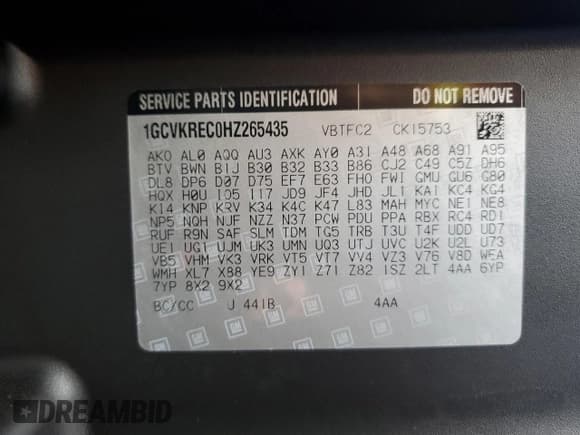 SERVICE PARTS IDENTIFICATION DO NOT REMOVE
1GCVKREC0HZ265435 VBTFC2 CK15753
AKO AL0 AQQ AU3 AXK AY0 A31 A48 A68 A91 A95
BTV BWN B1J B30 B32 B33 B86 CJ2 C49 C5Z DH6
DL8 DP6 D07 D75 EF7 E63 FHO FWI GMU GU6 G80
HQX H0U IO5 I17 JD9 JF4 JHD JL1 KA1 KC4 KG4
K14 KNP KRV K34 K4C K47 L83 MAH MYC NE1 NE8
NP5 NQH NJF NZZ N37 PCW PDU PPA RBX RC4 RD1
RUF R9N SAF SLM TDM TG5 TRB T3U T4F UDD UD7
UE1 UG1 UJM UK3 UMN UQ3 UTJ UVC U2K U2L U73
VB5 VHM VK3 VRK VT5 VT7 VV4 VZ3 V76 V8D WEA
WMH XL7 X88 YE9 ZY1 Z71 Z82 1SZ 2LT 4AA 6YP
7YP 8X2 9X2
BC/CC J 441B 4AA
GM
DREAMBID